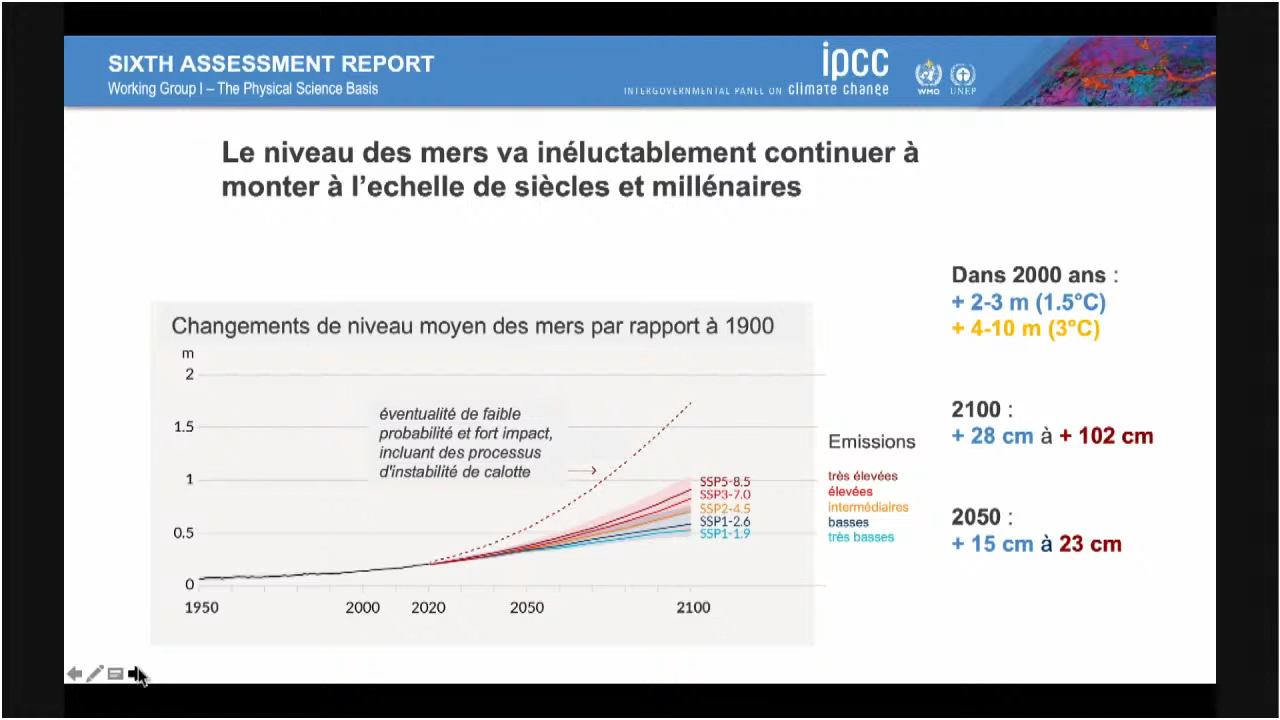 SIXTH ASSESSMENT REPORT
Working Group I – The Physical Science Basis
ipcc
INTERGOVERNMENTAL PANEL ON climate change
WMO
UNEP
Le niveau des mers va inéluctablement continuer à
monter à l’echelle de siècles et millénaires
Changements de niveau moyen des mers par rapport à 1900
m
2
1.5
1
0.5
0
1950
2000
2020
2050
2100
éventualité de faible
probabilité et fort impact,
incluant des processus
d'instabilité de calotte
SSP5-8.5
SSP3-7.0
SSP2-4.5
SSP1-2.6
SSP1-1.9
Emissions
très élevées
élevées
intermédiaires
basses
très basses
Dans 2000 ans :
+ 2-3 m (1.5°C)
+ 4-10 m (3°C)
2100 :
+ 28 cm à + 102 cm
2050 :
+ 15 cm à 23 cm